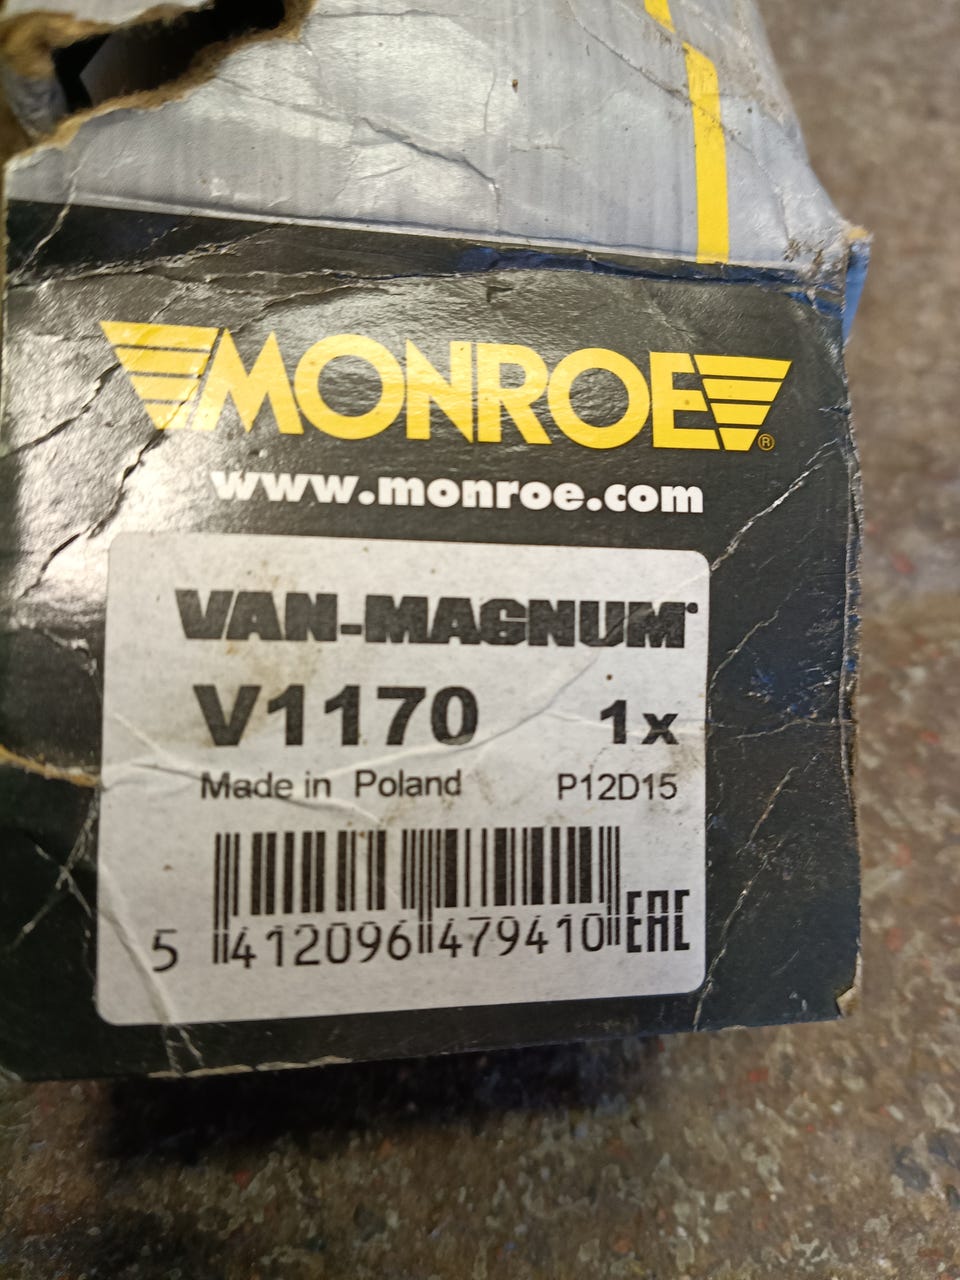 MONROE®
www.monroe.com
VAN-MAGNUM®
V1170 1x
Made in Poland P12D15
5 412096 479410 EAC